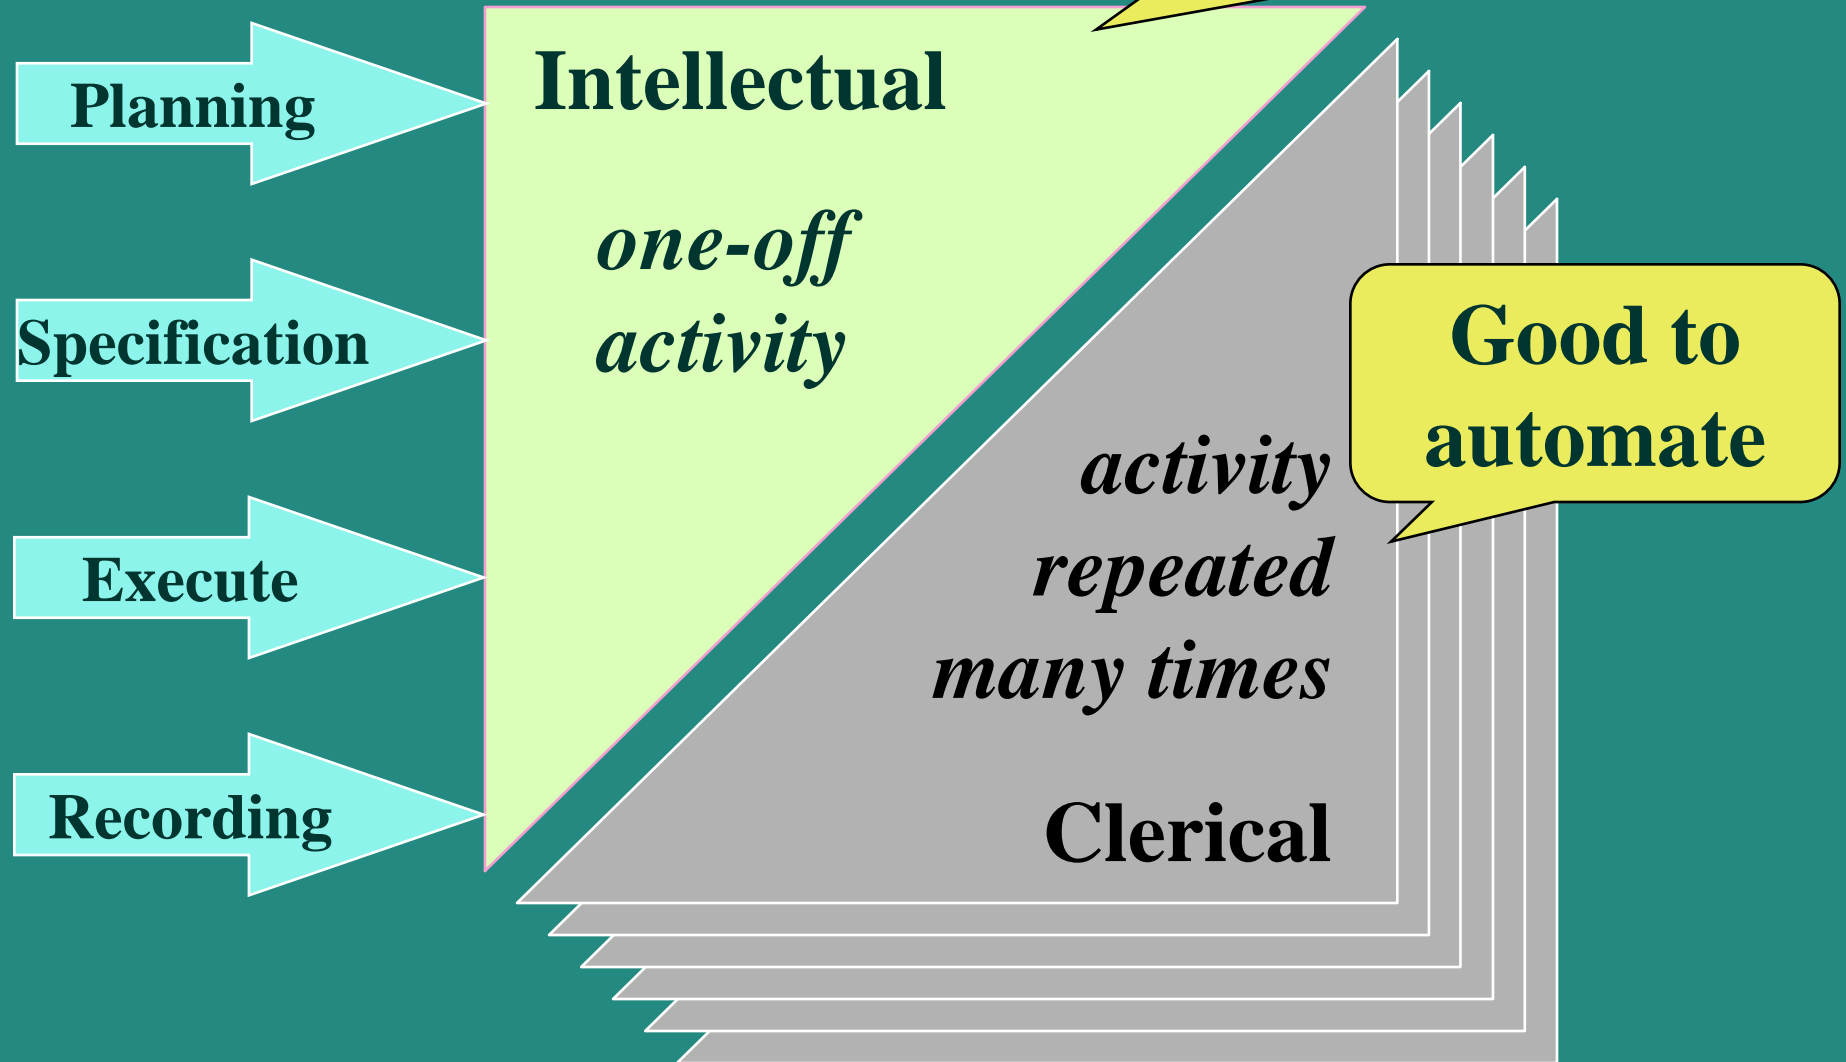 Planning
Specification
Execute
Recording
Intellectual
one-off
activity
Good to
automate
activity
repeated
many times
Clerical